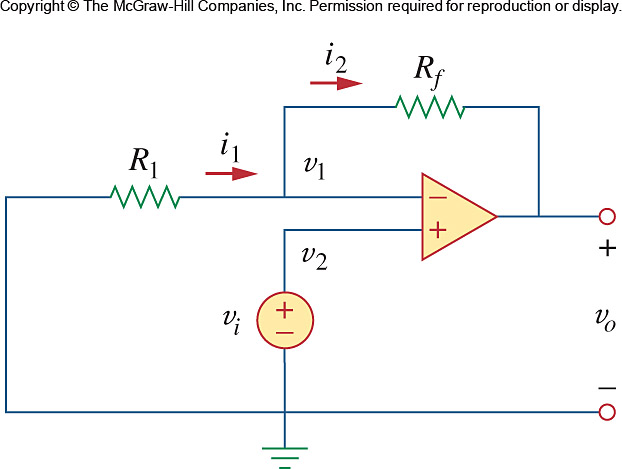 Copyright © The McGraw-Hill Companies, Inc. Permission required for reproduction or display.
i2
Rf
i1
R1
v1
−
+
v2
+
vi
+
−
vo
−